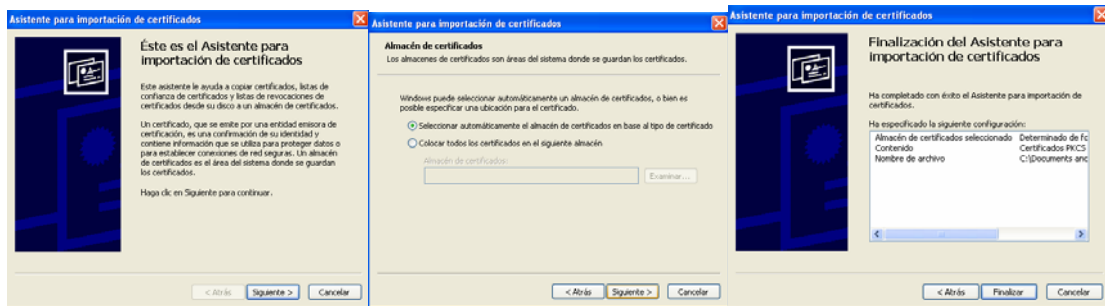 Asistente para importación de certificados
Éste es el Asistente para
importación de certificados
Este asistente le ayuda a copiar certificados, listas de
confianza de certificados y listas de revocaciones de
certificados desde su disco a un almacén de certificados.
Un certificado, que se emite por una entidad emisora de
certificación, es una confirmación de su identidad y
contiene información que se utiliza para proteger datos o
para establecer conexiones de red seguras. Un almacén
de certificados es el área del sistema donde se guardan
los certificados.
Haga clic en Siguiente para continuar.
< Atrás Siguiente > Cancelar
Asistente para importación de certificados
Almacén de certificados
Los almacenes de certificados son áreas del sistema donde se guardan los certificados.
Windows puede seleccionar automáticamente un almacén de certificados, o bien es
posible especificar una ubicación para el certificado.
Seleccionar automáticamente el almacén de certificados en base al tipo de certificado
Colocar todos los certificados en el siguiente almacén
Almacén de certificados:
Examinar...
< Atrás Siguiente > Cancelar
Asistente para importación de certificados
Finalización del Asistente para
importación de certificados
Ha completado con éxito el Asistente para importación de
certificados.
Ha especificado la siguiente configuración:
Almacén de certificados seleccionado Determinado de fo
Contenido Certificados PKCS
Nombre de archivo C:\Documents and
< Atrás Finalizar Cancelar